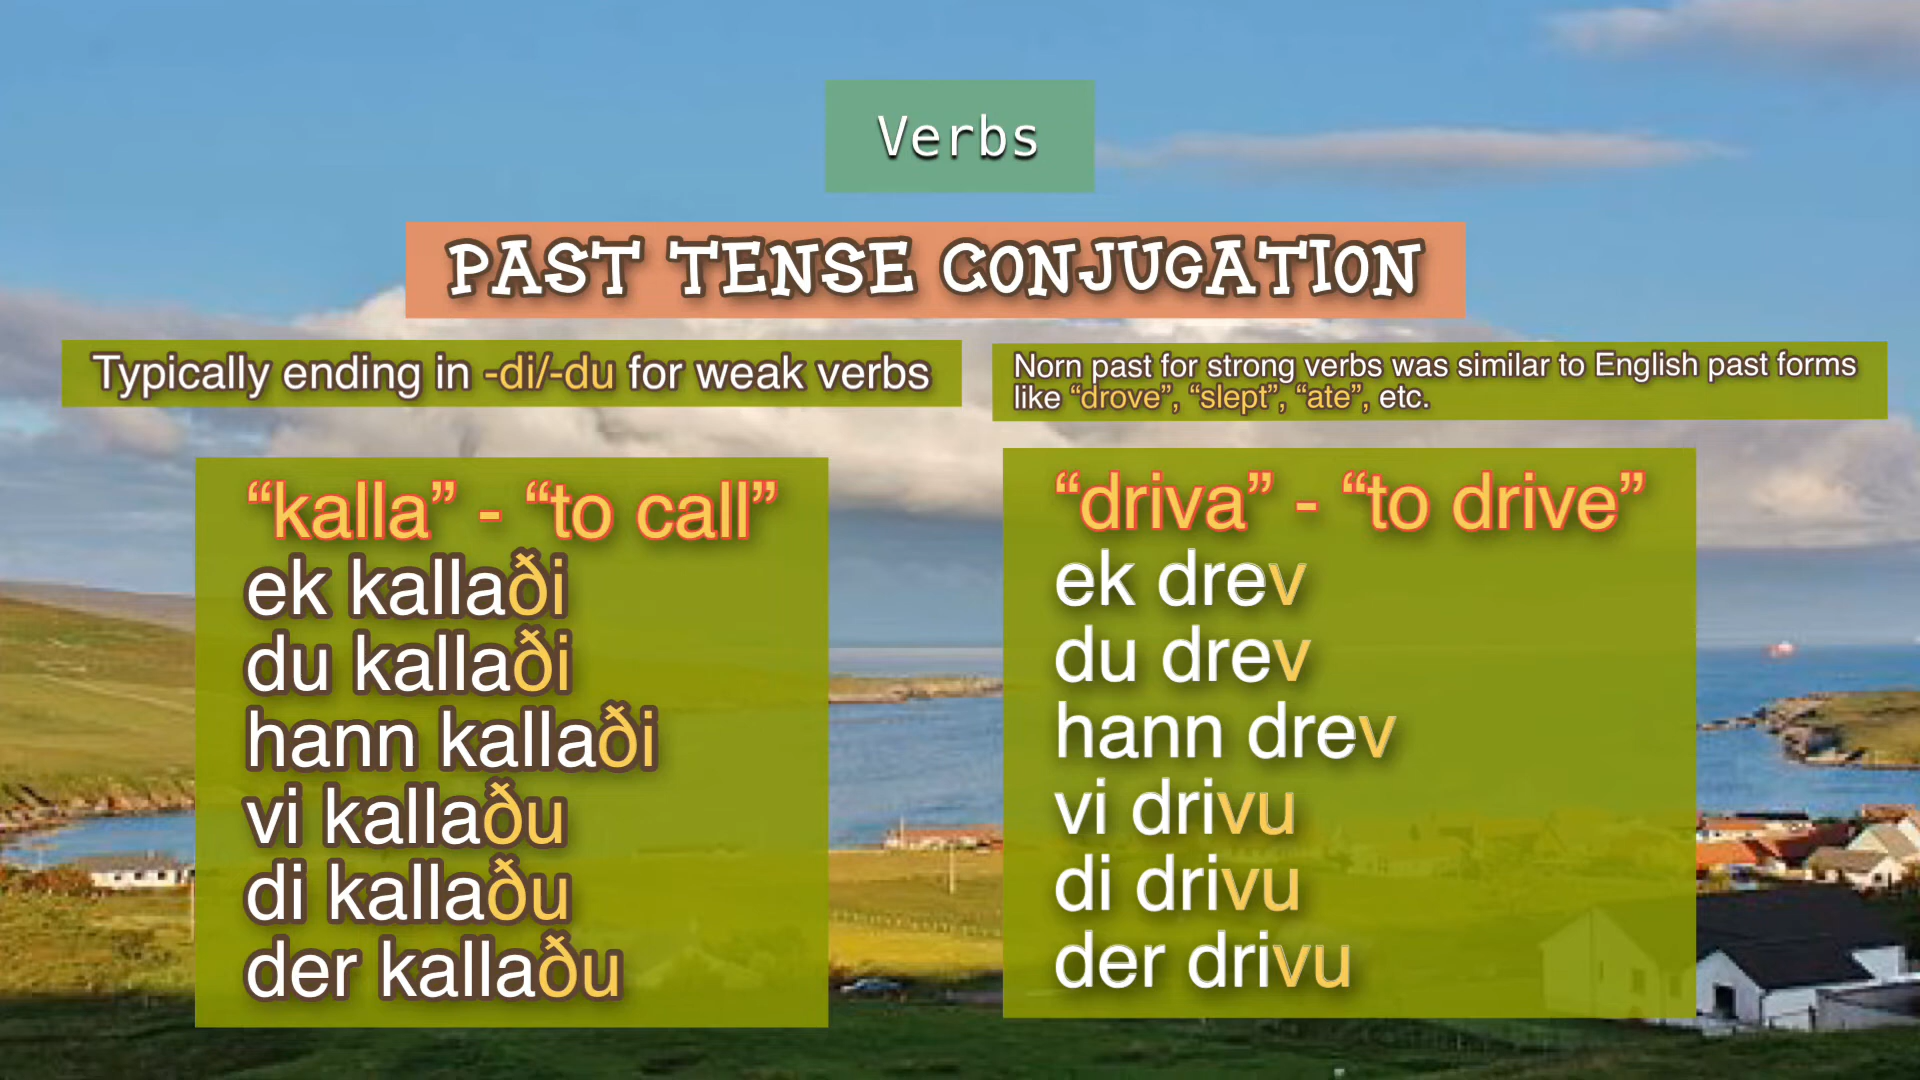 Verbs
PAST TENSE CONJUGATION
Typically ending in -di/-du for weak verbs
Norn past for strong verbs was similar to English past forms
like “drove”, “slept”, “ate”, etc.
“kalla” - “to call”
ek kallaði
du kallaði
hann kallaði
vi kallaðu
di kallaðu
der kallaðu
“driva” - “to drive”
ek drev
du drev
hann drev
vi drivu
di drivu
der drivu